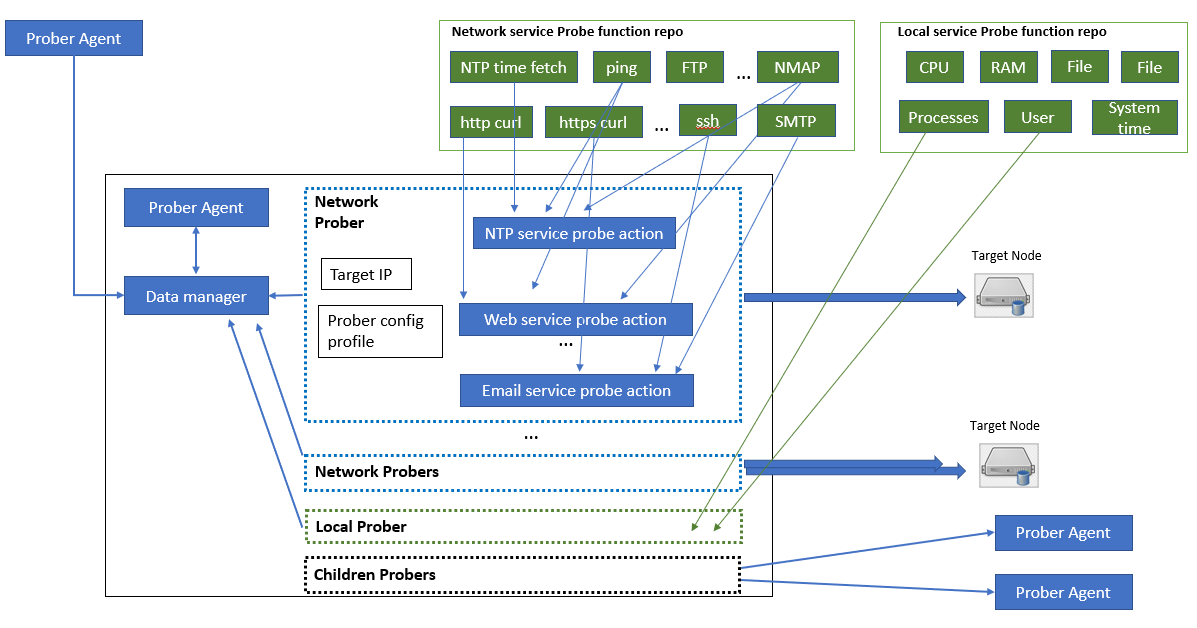 Prober Agent
Network service Probe function repo
NTP time fetch
ping
FTP
...
NMAP
http curl
https curl
...
ssh
SMTP
Local service Probe function repo
CPU
RAM
File
File
Processes
User
System
time
Prober Agent
Data manager
Network
Prober
Target IP
Prober config
profile
NTP service probe action
Web service probe action
...
Email service probe action
...
Target Node
Target Node
Network Probers
Local Prober
Children Probers
Prober Agent
Prober Agent